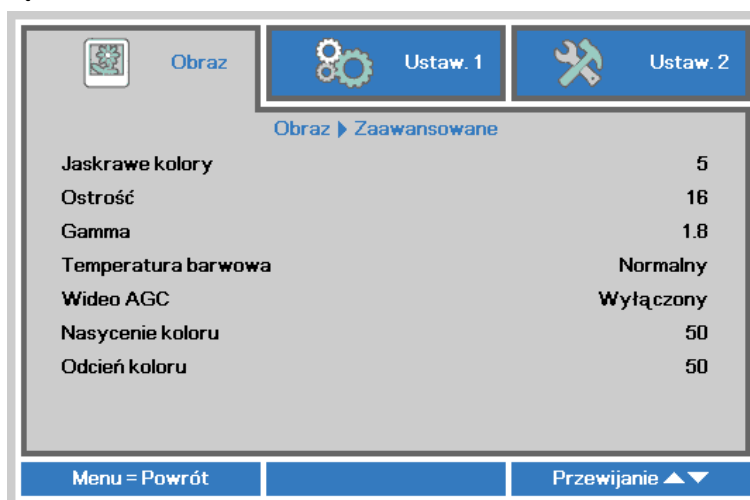 Obraz Ustaw. 1 Ustaw. 2
Obraz ▶ Zaawansowane
Jaskrawe kolory 5
Ostrość 16
Gamma 1.8
Temperatura barwowa Normalny
Wideo AGC Wyłączony
Nasycenie koloru 50
Odcień koloru 50
Menu = Powrót Przewijanie ▲▼